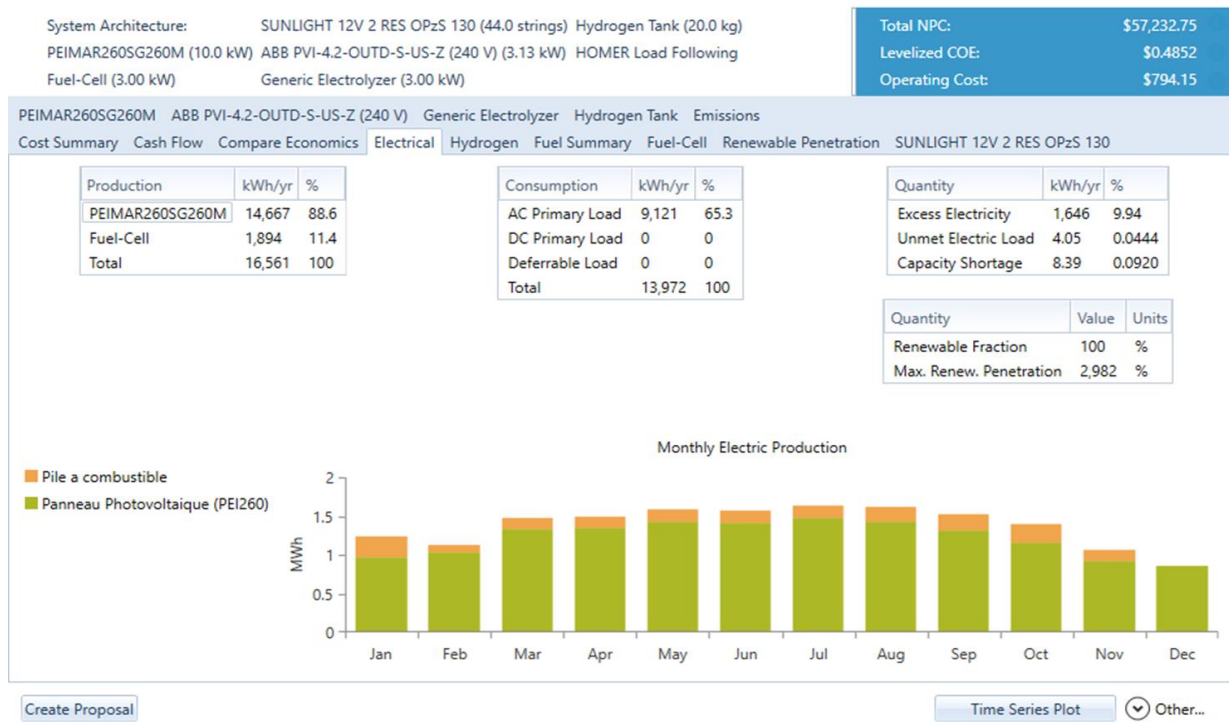 System Architecture: SUNLIGHT 12V 2 RES OPzS 130 (44.0 strings) Hydrogen Tank (20.0 kg)
PEIMAR260SG260M (10.0 kW) ABB PVI-4.2-OUTD-S-US-Z (240 V) (3.13 kW) HOMER Load Following
Fuel-Cell (3.00 kW) Generic Electrolyzer (3.00 kW)
Total NPC: $57,232.75
Levelized COE: $0.4852
Operating Cost: $794.15
PEIMAR260SG260M ABB PVI-4.2-OUTD-S-US-Z (240 V) Generic Electrolyzer Hydrogen Tank Emissions
Cost Summary Cash Flow Compare Economics Electrical Hydrogen Fuel Summary Fuel-Cell Renewable Penetration SUNLIGHT 12V 2 RES OPzS 130
Production kWh/yr %
PEIMAR260SG260M 14,667 88.6
Fuel-Cell 1,894 11.4
Total 16,561 100
Consumption kWh/yr %
AC Primary Load 9,121 65.3
DC Primary Load 0 0
Deferrable Load 0 0
Total 13,972 100
Quantity kWh/yr %
Excess Electricity 1,646 9.94
Unmet Electric Load 4.05 0.0444
Capacity Shortage 8.39 0.0920
Quantity Value Units
Renewable Fraction 100 %
Max. Renew. Penetration 2,982 %
Monthly Electric Production
Pile a combustible
Panneau Photovoltaique (PEI260)
MWh
2
1.5
1
0.5
0
Jan Feb Mar Apr May Jun Jul Aug Sep Oct Nov Dec
Create Proposal Time Series Plot Other...